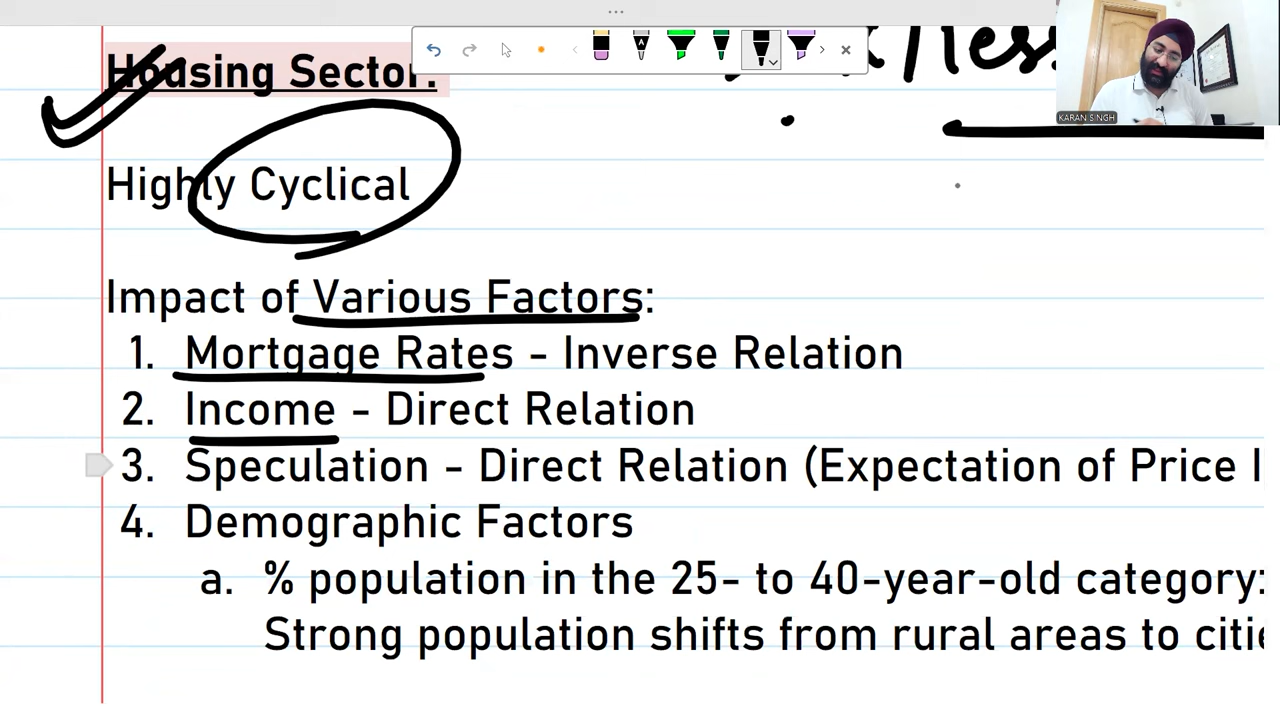 Housing Sector:
KARAN SINGH
Highly Cyclical
Impact of Various Factors:
1. Mortgage Rates - Inverse Relation
2. Income - Direct Relation
3. Speculation - Direct Relation (Expectation of Price
4. Demographic Factors
a. % population in the 25- to 40-year-old category:
Strong population shifts from rural areas to